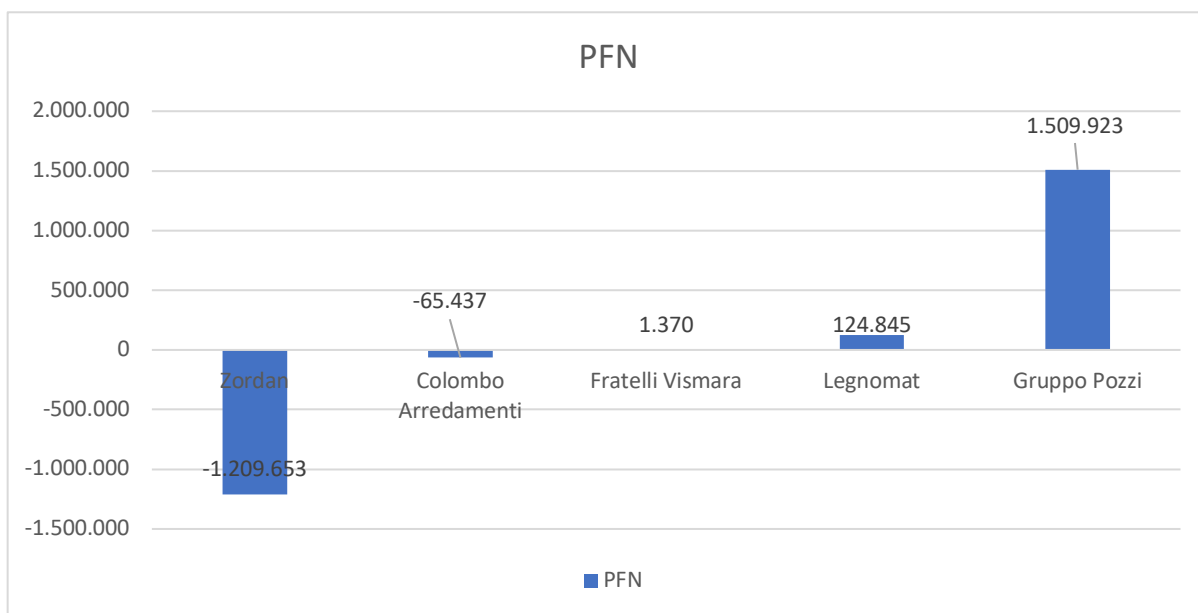 PFN
2.000.000
1.509.923
1.500.000
1.000.000
500.000
-65.437
1.370
124.845
0
Zordan
Colombo
Arredamenti
Fratelli Vismara
Legnomat
Gruppo Pozzi
-500.000
-1.000.000
-1.209.653
-1.500.000
PFN